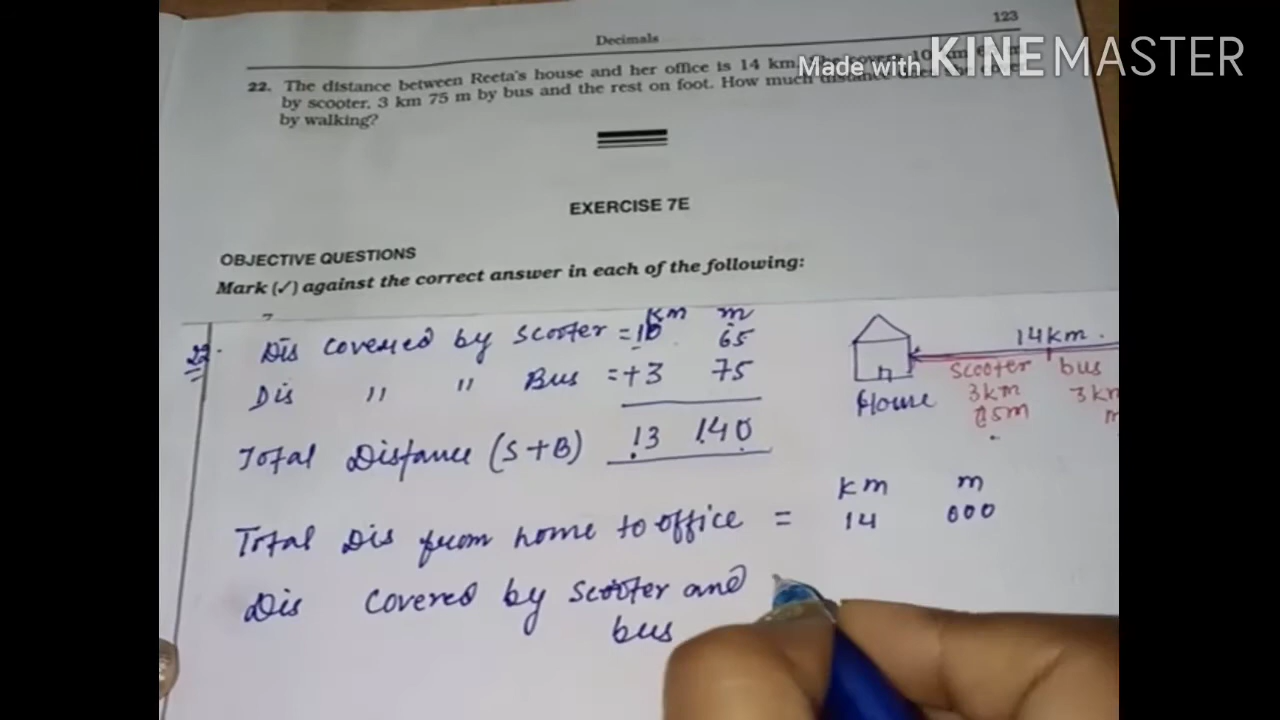 123
Decimals
Made with KINEMASTER
22. The distance between Reeta's house and her office is 14 km.
by scooter, 3 km 75 m by bus and the rest on foot. How much distance
by walking?
EXERCISE 7E
OBJECTIVE QUESTIONS
Mark (✓) against the correct answer in each of the following:
km m
22. Dis covered by scooter = 10 65
Dis " " Bus = +3 75
Total Distance (S+B) 13 140
14km.
scooter bus
3km 3km
House
km m
Total Dis from home to office = 14 000
Dis covered by scooter and
bus